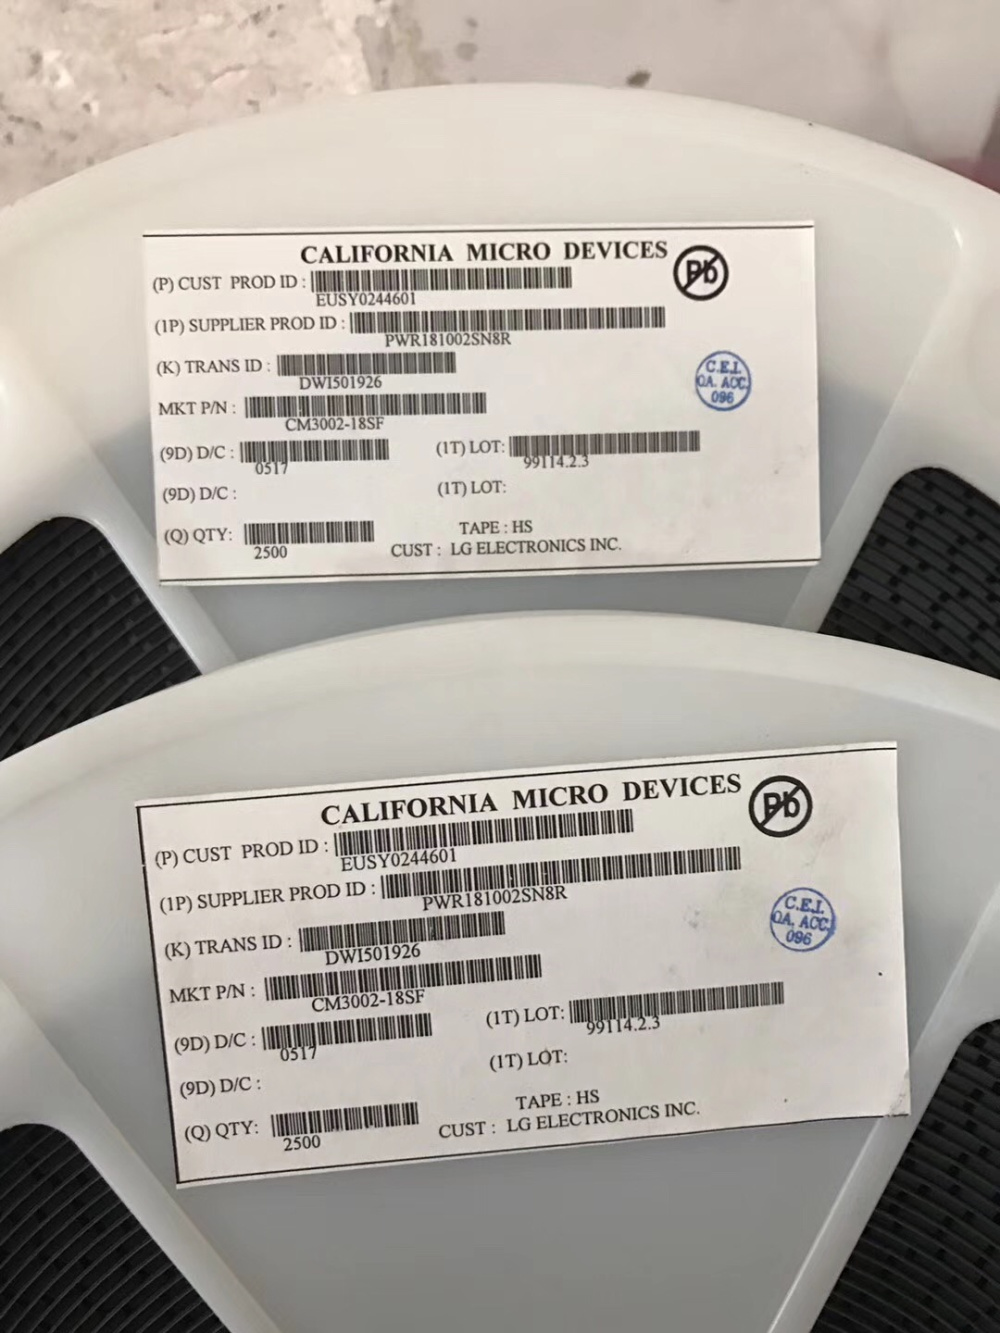 CALIFORNIA MICRO DEVICES
Pb
(P) CUST PROD ID :
EUSY0244601
(1P) SUPPLIER PROD ID :
PWR181002SN8R
(K) TRANS ID :
DWI501926
C.E.I.
QA. ACC.
096
MKT P/N :
CM3002-18SF
(9D) D/C : (1T) LOT:
0517 99114.2.3
(9D) D/C : (1T) LOT:
(Q) QTY: TAPE : HS
2500 CUST : LG ELECTRONICS INC.
CALIFORNIA MICRO DEVICES
Pb
(P) CUST PROD ID :
EUSY0244601
(1P) SUPPLIER PROD ID :
PWR181002SN8R
(K) TRANS ID :
DWI501926
C.E.I.
QA. ACC.
096
MKT P/N :
CM3002-18SF
(9D) D/C : (1T) LOT:
0517 99114.2.3
(9D) D/C : (1T) LOT:
(Q) QTY: TAPE : HS
2500 CUST : LG ELECTRONICS INC.